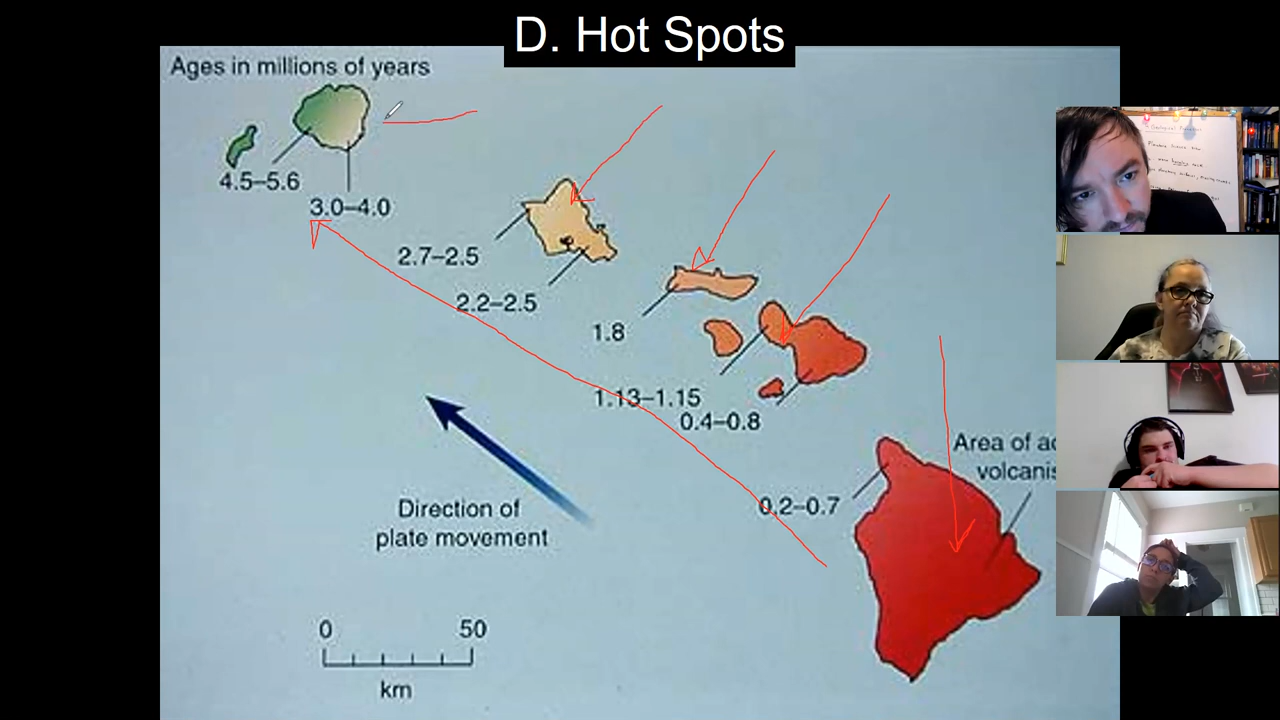 D. Hot Spots
Ages in millions of years
4.5–5.6
3.0–4.0
2.7–2.5
2.2–2.5
1.8
1.13–1.15
0.4–0.8
Area of
volcanis
0.2–0.7
Direction of
plate movement
0
50
km